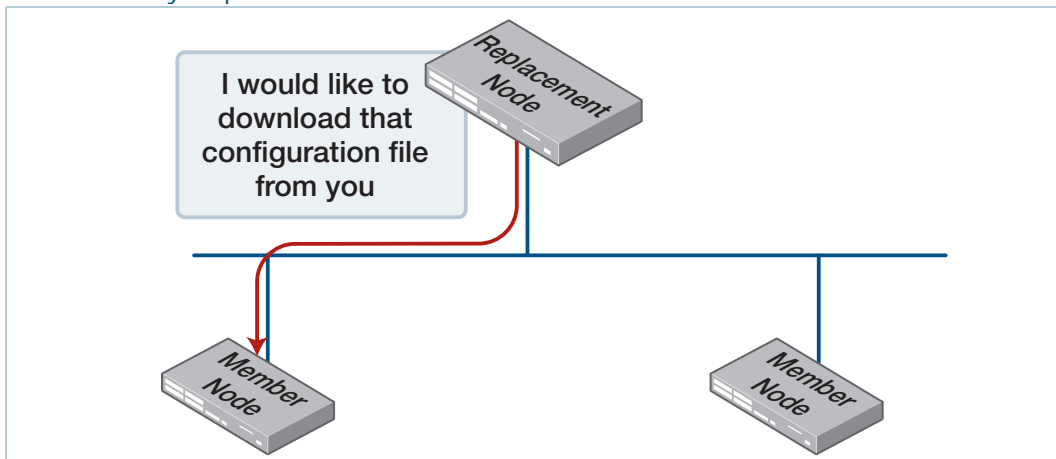 I would like to
download that
configuration file
from you
Replacement
Node
Member
Node
Member
Node